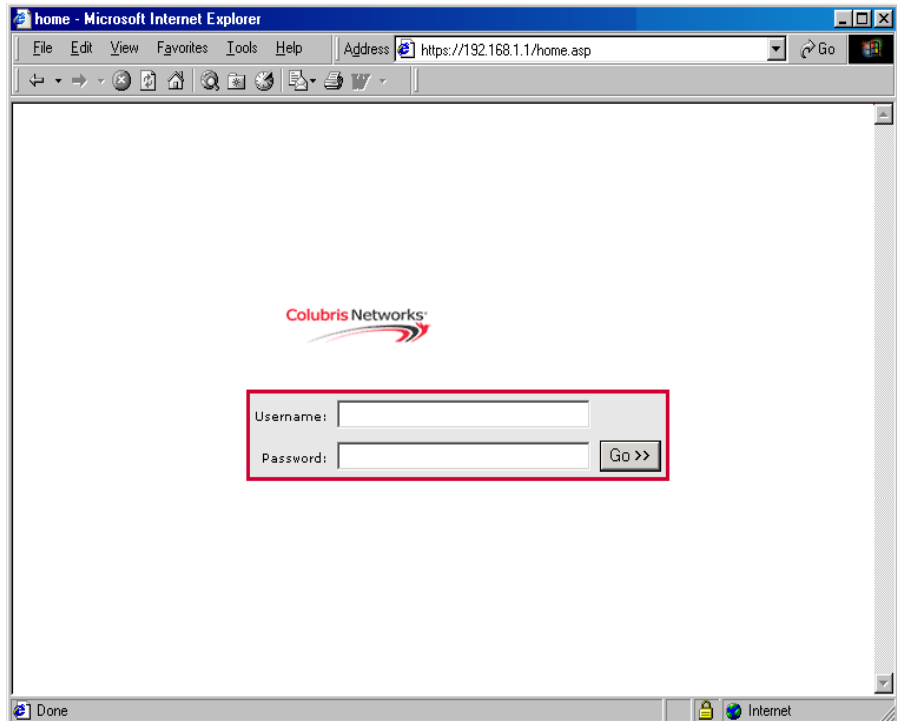 home - Microsoft Internet Explorer
File Edit View Favorites Tools Help Address https://192.168.1.1/home.asp Go
Colubris Networks
Username:
Password: Go >>
Done Internet